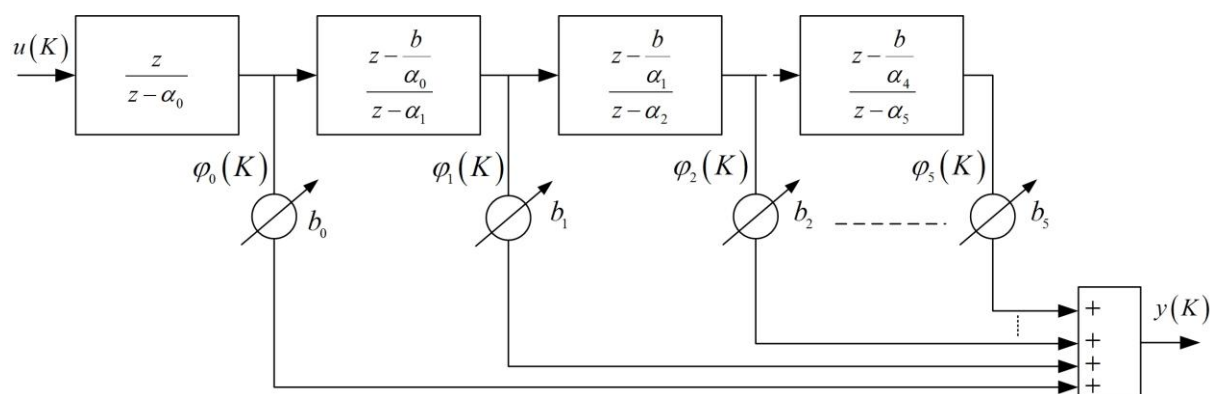 u(K)
z
z − α₀
z − b/α₀
z − α₁
z − b/α₁
z − α₂
z − b/α₄
z − α₅
φ₀(K)
φ₁(K)
φ₂(K)
φ₅(K)
b₀
b₁
b₂
b₅
+
+
+
+
y(K)